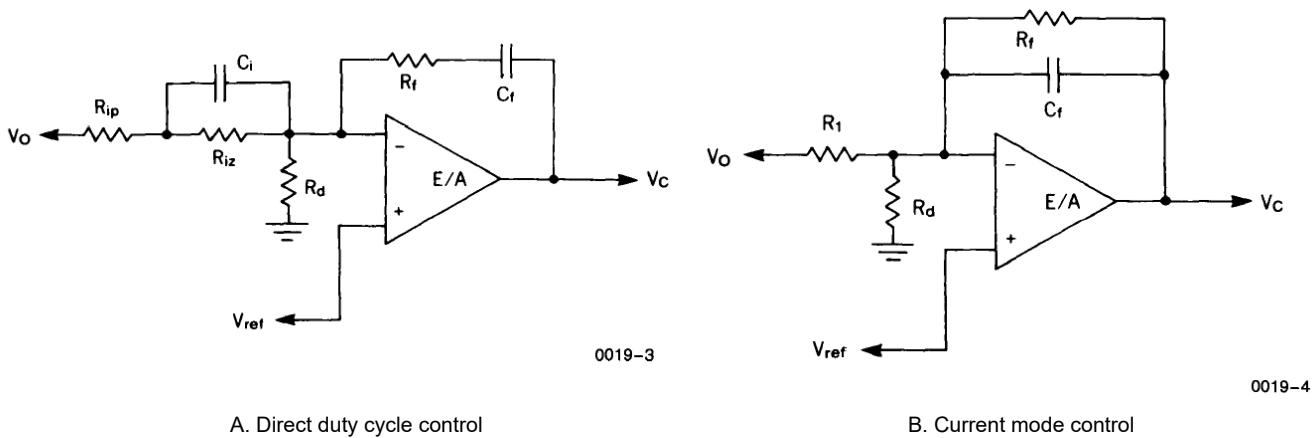 Ci
Rf
Cf
Rip
VO
Riz
Rd
−
E/A
+
VC
Vref
0019-3
A. Direct duty cycle control
Rf
Cf
R1
VO
Rd
−
E/A
+
VC
Vref
0019-4
B. Current mode control